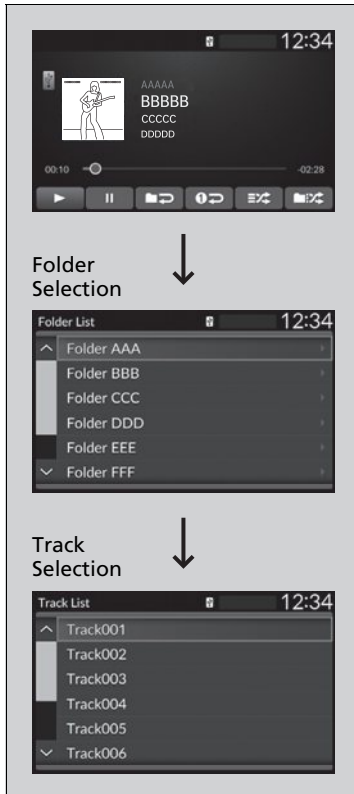 12:34
AAAAA
BBBBB
CCCCC
DDDDD
00:10 -02:28
Folder
Selection
Folder List 12:34
Folder AAA
Folder BBB
Folder CCC
Folder DDD
Folder EEE
Folder FFF
Track
Selection
Track List 12:34
Track001
Track002
Track003
Track004
Track005
Track006